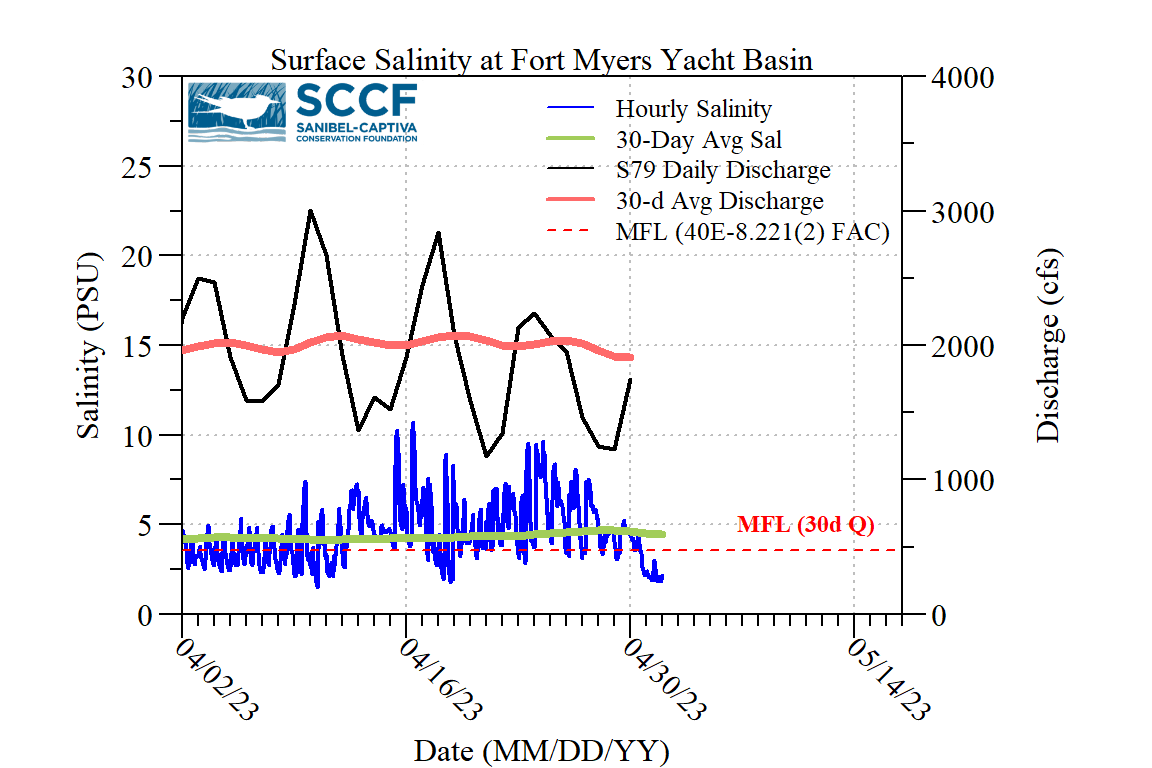 Surface Salinity at Fort Myers Yacht Basin
SCCF
SANIBEL-CAPTIVA
CONSERVATION FOUNDATION
Hourly Salinity
30-Day Avg Sal
S79 Daily Discharge
30-d Avg Discharge
MFL (40E-8.221(2) FAC)
30
25
20
15
10
5
0
Salinity (PSU)
4000
3000
2000
1000
0
Discharge (cfs)
MFL (30d Q)
04/02/23
04/16/23
04/30/23
05/14/23
Date (MM/DD/YY)